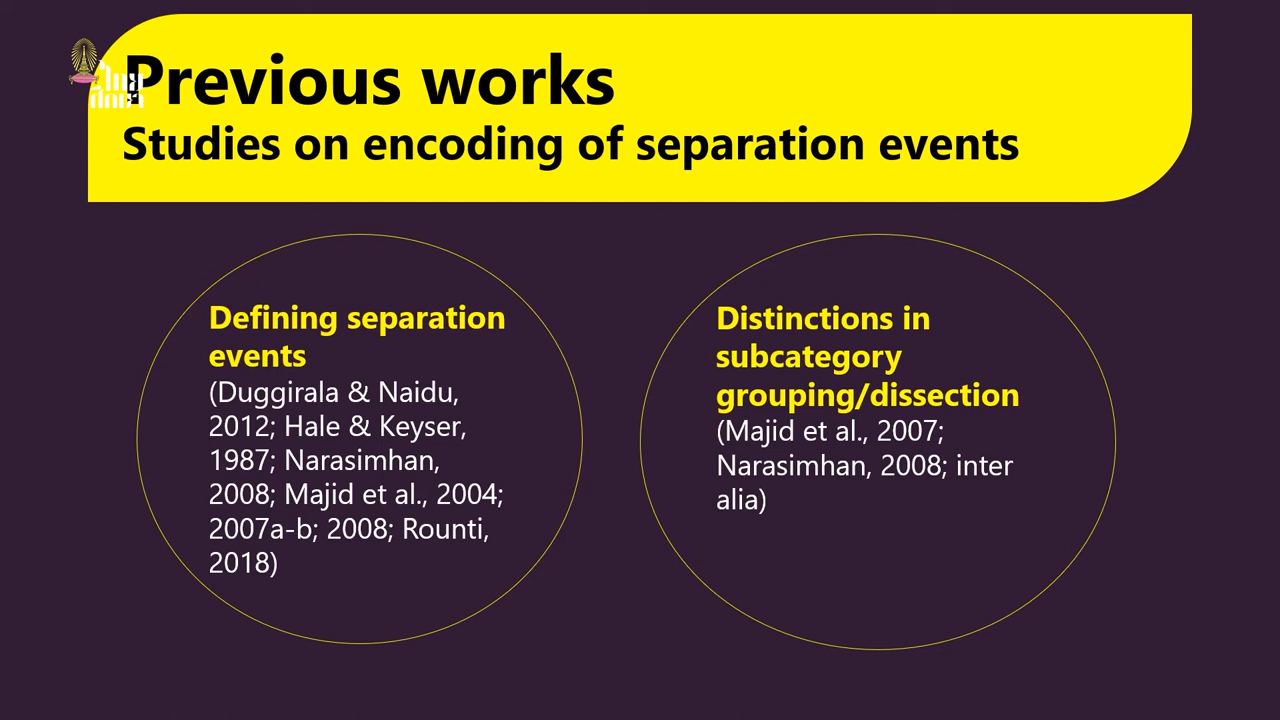 Previous works
Studies on encoding of separation events
Defining separation
events
(Duggirala & Naidu,
2012; Hale & Keyser,
1987; Narasimhan,
2008; Majid et al., 2004;
2007a-b; 2008; Rounti,
2018)
Distinctions in
subcategory
grouping/dissection
(Majid et al., 2007;
Narasimhan, 2008; inter
alia)